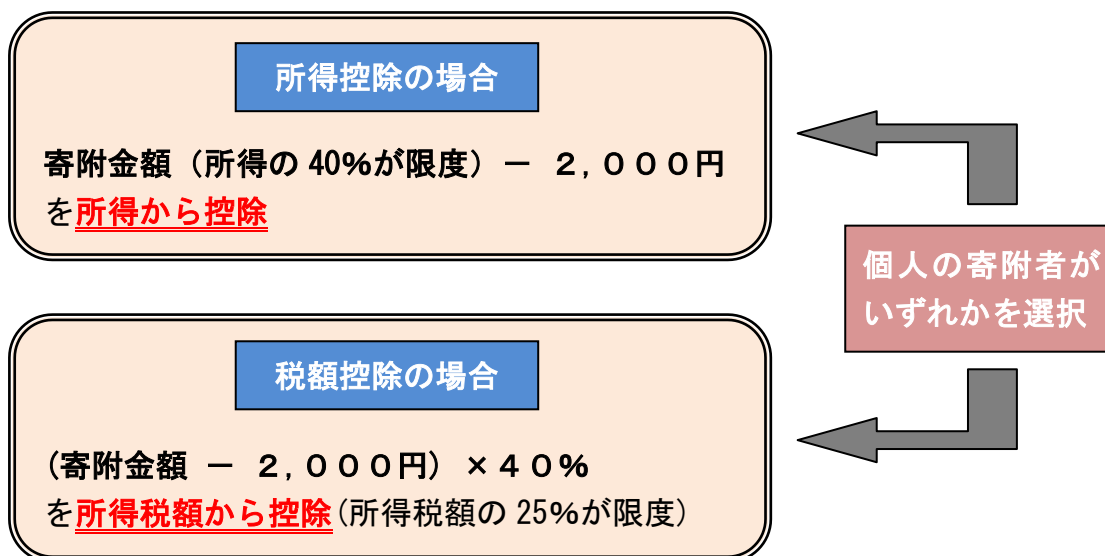 所得控除の場合
寄附金額（所得の 40%が限度）－ ２，０００円
を所得から控除
個人の寄附者が
いずれかを選択
税額控除の場合
（寄附金額 － ２，０００円）×４０％
を所得税額から控除（所得税額の 25%が限度）